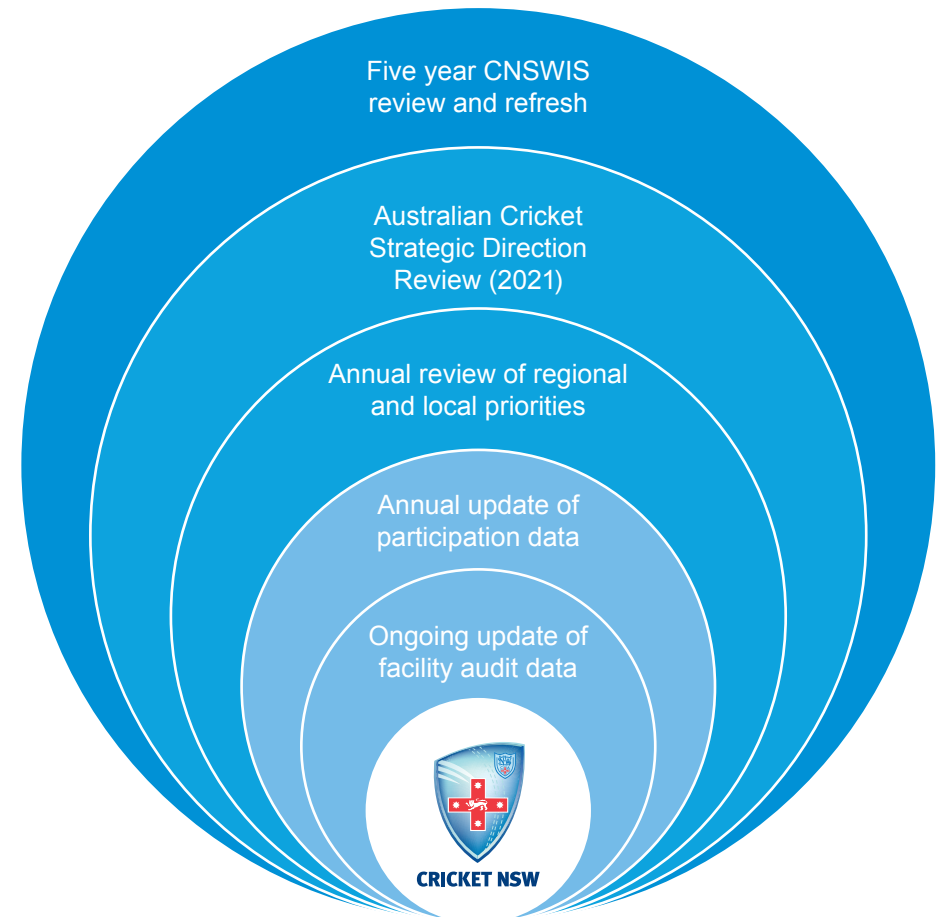 Five year CNSWIS
review and refresh
Australian Cricket
Strategic Direction
Review (2021)
Annual review of regional
and local priorities
Annual update of
participation data
Ongoing update of
facility audit data
CRICKET NSW